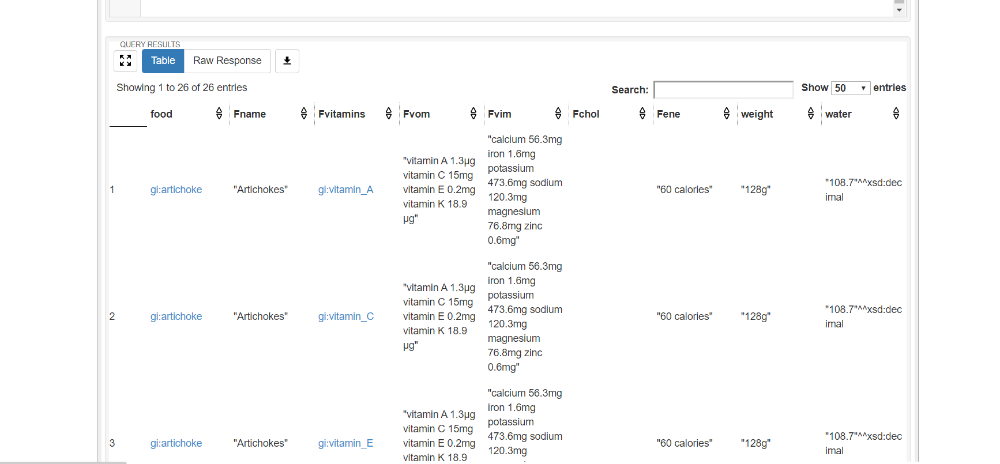 QUERY RESULTS
Table Raw Response
Showing 1 to 26 of 26 entries
Search: Show 50 entries
food Fname Fvitamins Fvom Fvim Fchol Fene weight water
1
gi:artichoke
"Artichokes"
gi:vitamin_A
"vitamin A 1.3µg
vitamin C 15mg
vitamin E 0.2mg
vitamin K 18.9
µg"
"calcium 56.3mg
iron 1.6mg
potassium
473.6mg sodium
120.3mg
magnesium
76.8mg zinc
0.6mg"
"60 calories"
"128g"
"108.7"^^xsd:dec
imal
2
gi:artichoke
"Artichokes"
gi:vitamin_C
"vitamin A 1.3µg
vitamin C 15mg
vitamin E 0.2mg
vitamin K 18.9
µg"
"calcium 56.3mg
iron 1.6mg
potassium
473.6mg sodium
120.3mg
magnesium
76.8mg zinc
0.6mg"
"60 calories"
"128g"
"108.7"^^xsd:dec
imal
3
gi:artichoke
"Artichokes"
gi:vitamin_E
"vitamin A 1.3µg
vitamin C 15mg
vitamin E 0.2mg
vitamin K 18.9
"calcium 56.3mg
iron 1.6mg
potassium
473.6mg sodium
120.3mg
"60 calories"
"128g"
"108.7"^^xsd:dec
imal